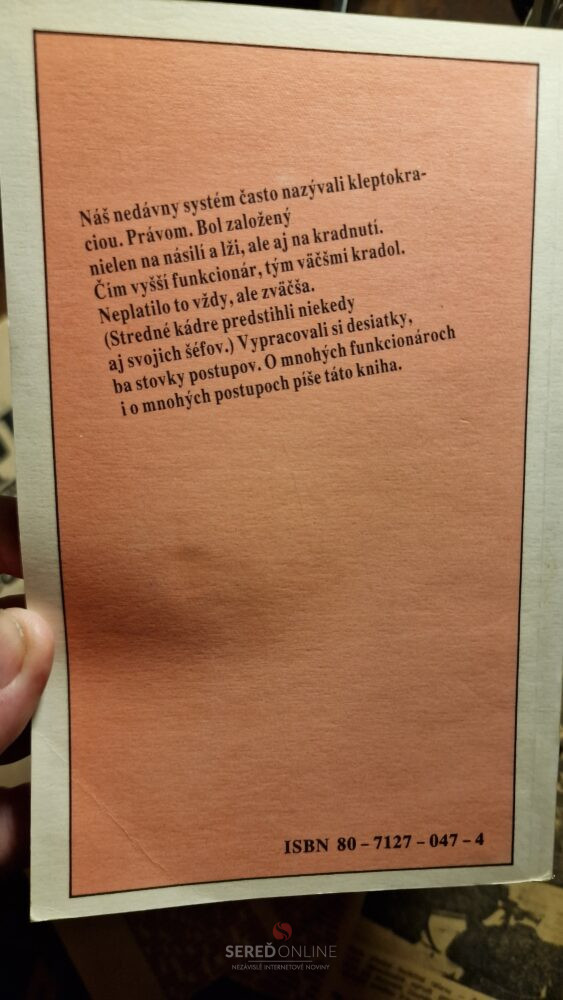 Náš nedávny systém často nazývali kleptokra-
ciou. Právom. Bol založený
nielen na násilí a lži, ale aj na kradnutí.
Čím vyšší funkcionár, tým väčšmi kradol.
Neplatilo to vždy, ale zväčša.
(Stredné kádre predstihli niekedy
aj svojich šéfov.) Vypracovali si desiatky,
ba stovky postupov. O mnohých funkcionároch
i o mnohých postupoch píše táto kniha.
ISBN 80 – 7127 – 047 – 4
SEREĎONLINE
NEZÁVISLÉ INTERNETOVÉ NOVINY